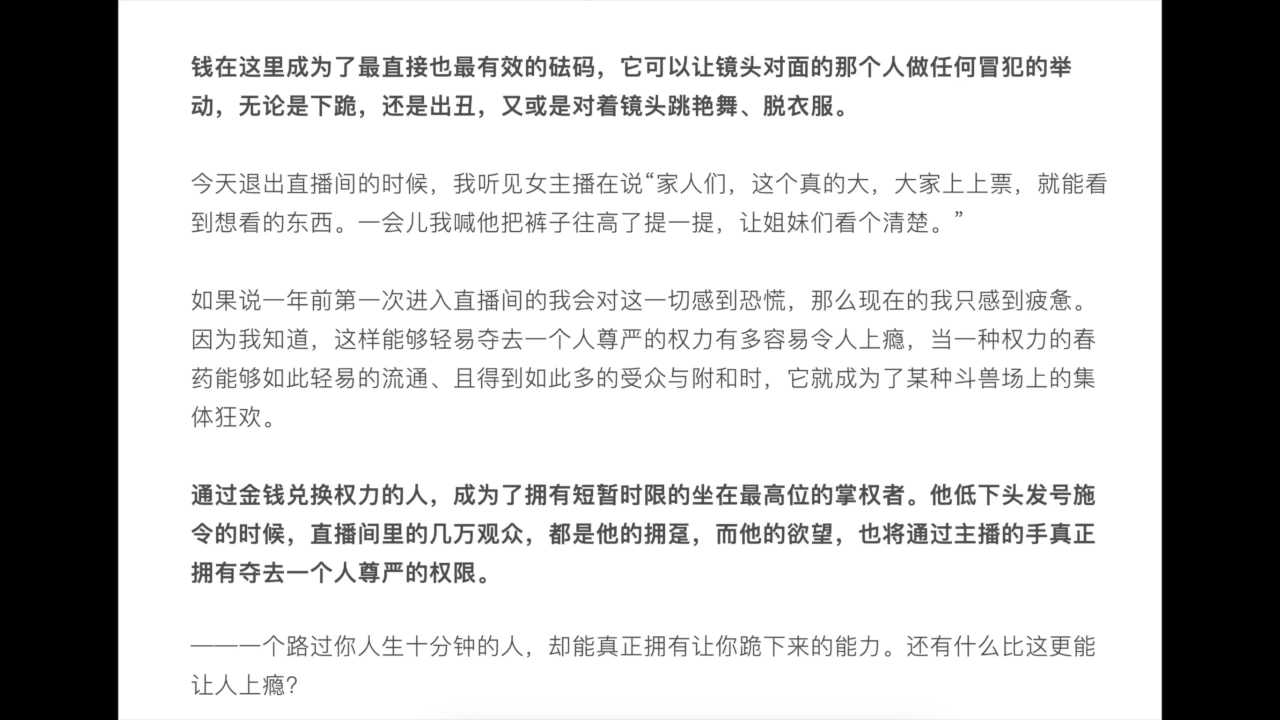 钱在这里成为了最直接也最有效的砝码，它可以让镜头对面的那个人做任何冒犯的举
动，无论是下跪，还是出丑，又或是对着镜头跳艳舞、脱衣服。
今天退出直播间的时候，我听见女主播在说“家人们，这个真的大，大家上上票，就能看
到想看的东西。一会儿我喊他把裤子往高了提一提，让姐妹们看个清楚。”
如果说一年前第一次进入直播间的我会对这一切感到恐慌，那么现在的我只感到疲惫。
因为我知道，这样能够轻易夺去一个人尊严的权力有多容易令人上瘾，当一种权力的春
药能够如此轻易的流通、且得到如此多的受众与附和时，它就成为了某种斗兽场上的集
体狂欢。
通过金钱兑换权力的人，成为了拥有短暂时限的坐在最高位的掌权者。他低下头发号施
令的时候，直播间里的几万观众，都是他的拥趸，而他的欲望，也将通过主播的手真正
拥有夺去一个人尊严的权限。
———一个路过你人生十分钟的人，却能真正拥有让你跪下来的能力。还有什么比这更能
让人上瘾？